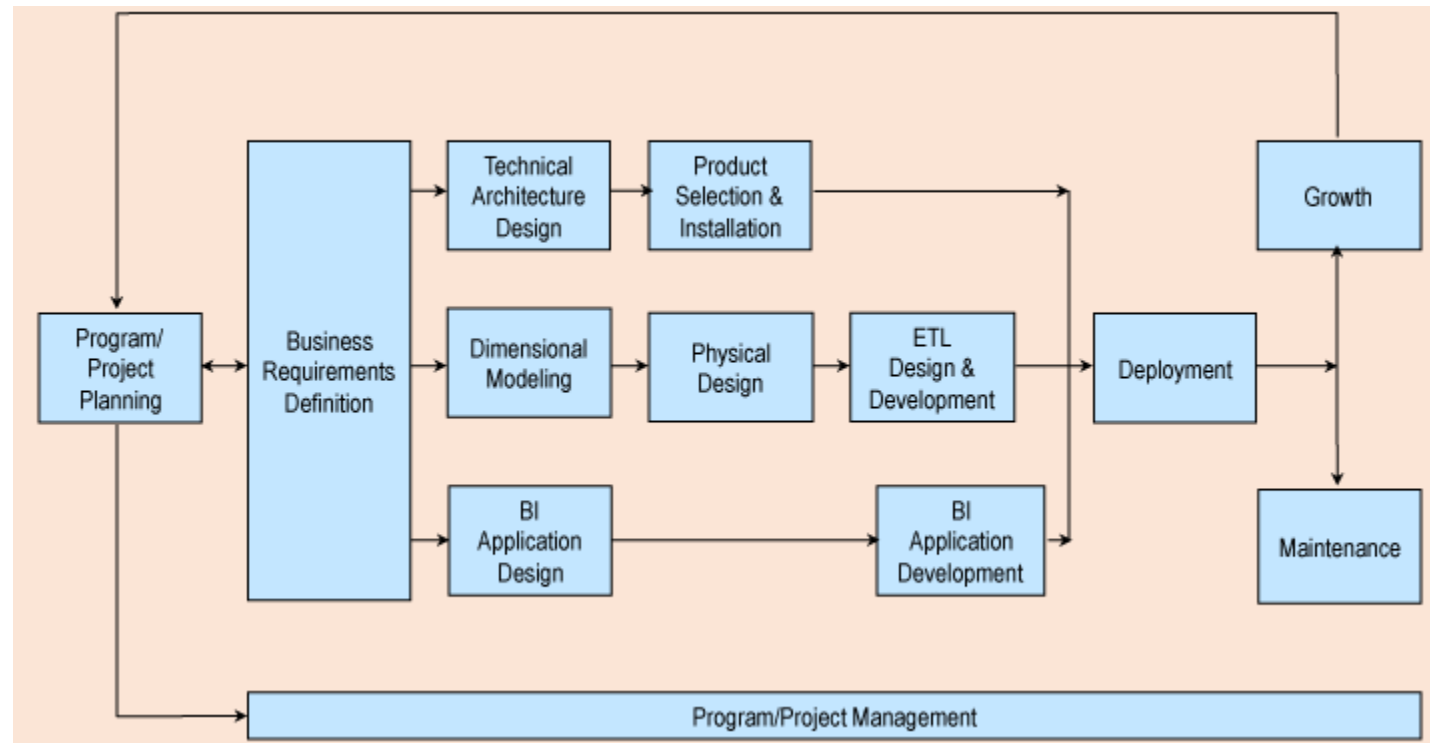 Technical
Architecture
Design
Product
Selection &
Installation
Growth
Program/
Project
Planning
Business
Requirements
Definition
Dimensional
Modeling
Physical
Design
ETL
Design &
Development
Deployment
BI
Application
Design
BI
Application
Development
Maintenance
Program/Project Management